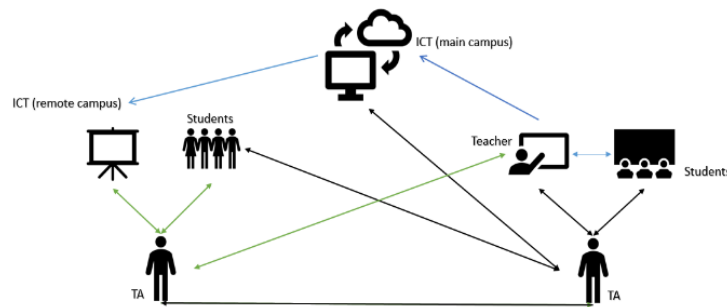 ICT (main campus)
ICT (remote campus)
Students
Teacher
Students
TA
TA